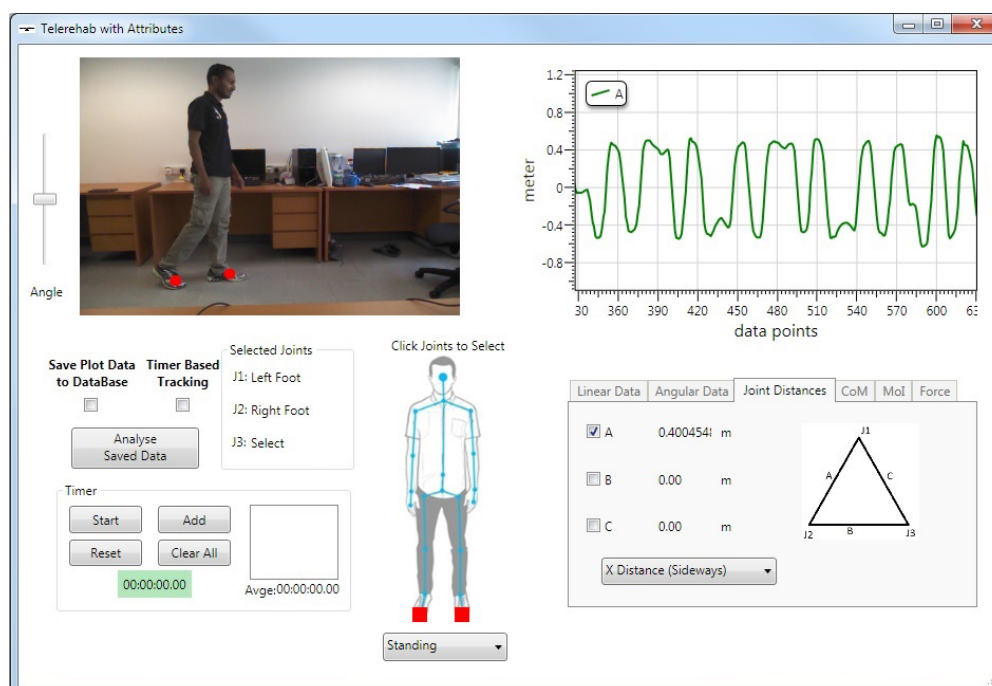 Telerehab with Attributes
Angle
1.2
0.8
0.4
0
-0.4
-0.8
meter
A
30 360 390 420 450 480 510 540 570 600 63
data points
Save Plot Data
to DataBase
Timer Based
Tracking
Analyse
Saved Data
Selected Joints
J1: Left Foot
J2: Right Foot
J3: Select
Timer
Start Add
Reset Clear All
00:00:00.00
Avge:00:00:00.00
Click Joints to Select
Standing
Linear Data Angular Data Joint Distances CoM MoI Force
A 0.400454 m
B 0.00 m
C 0.00 m
J1
A C
J2 B J3
X Distance (Sideways)